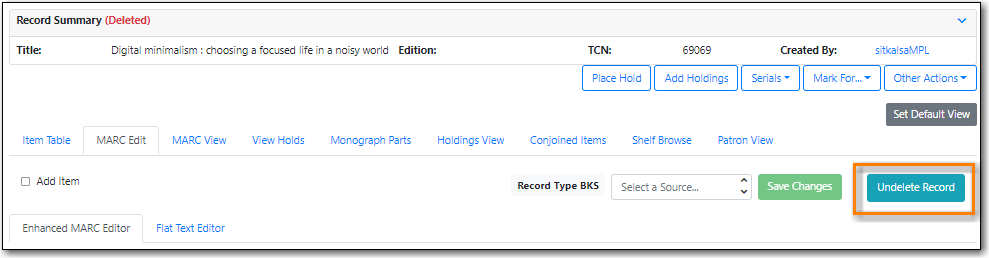 Record Summary (Deleted)
Title: Digital minimalism : choosing a focused life in a noisy world Edition: TCN: 69069 Created By: sitkalsaMPL
Place Hold Add Holdings Serials Mark For... Other Actions
Set Default View
Item Table MARC Edit MARC View View Holds Monograph Parts Holdings View Conjoined Items Shelf Browse Patron View
Add Item Record Type BKS Select a Source... Save Changes Undelete Record
Enhanced MARC Editor Flat Text Editor